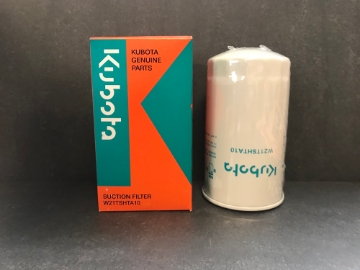 Kubota
KUBOTA
GENUINE
PARTS
SUCTION FILTER
W21TSHTA10
Kubota
W21TSHTA10